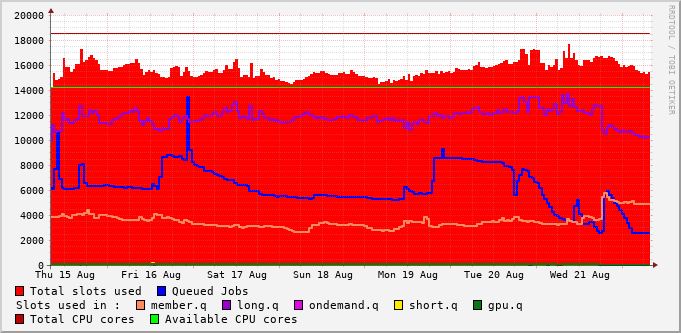 20000
18000
16000
14000
12000
10000
8000
6000
4000
2000
0
Thu 15 Aug Fri 16 Aug Sat 17 Aug Sun 18 Aug Mon 19 Aug Tue 20 Aug Wed 21 Aug
RRDTOOL / TOBI OETIKER
Total slots used Queued Jobs
Slots used in : member.q long.q ondemand.q short.q gpu.q
Total CPU cores Available CPU cores